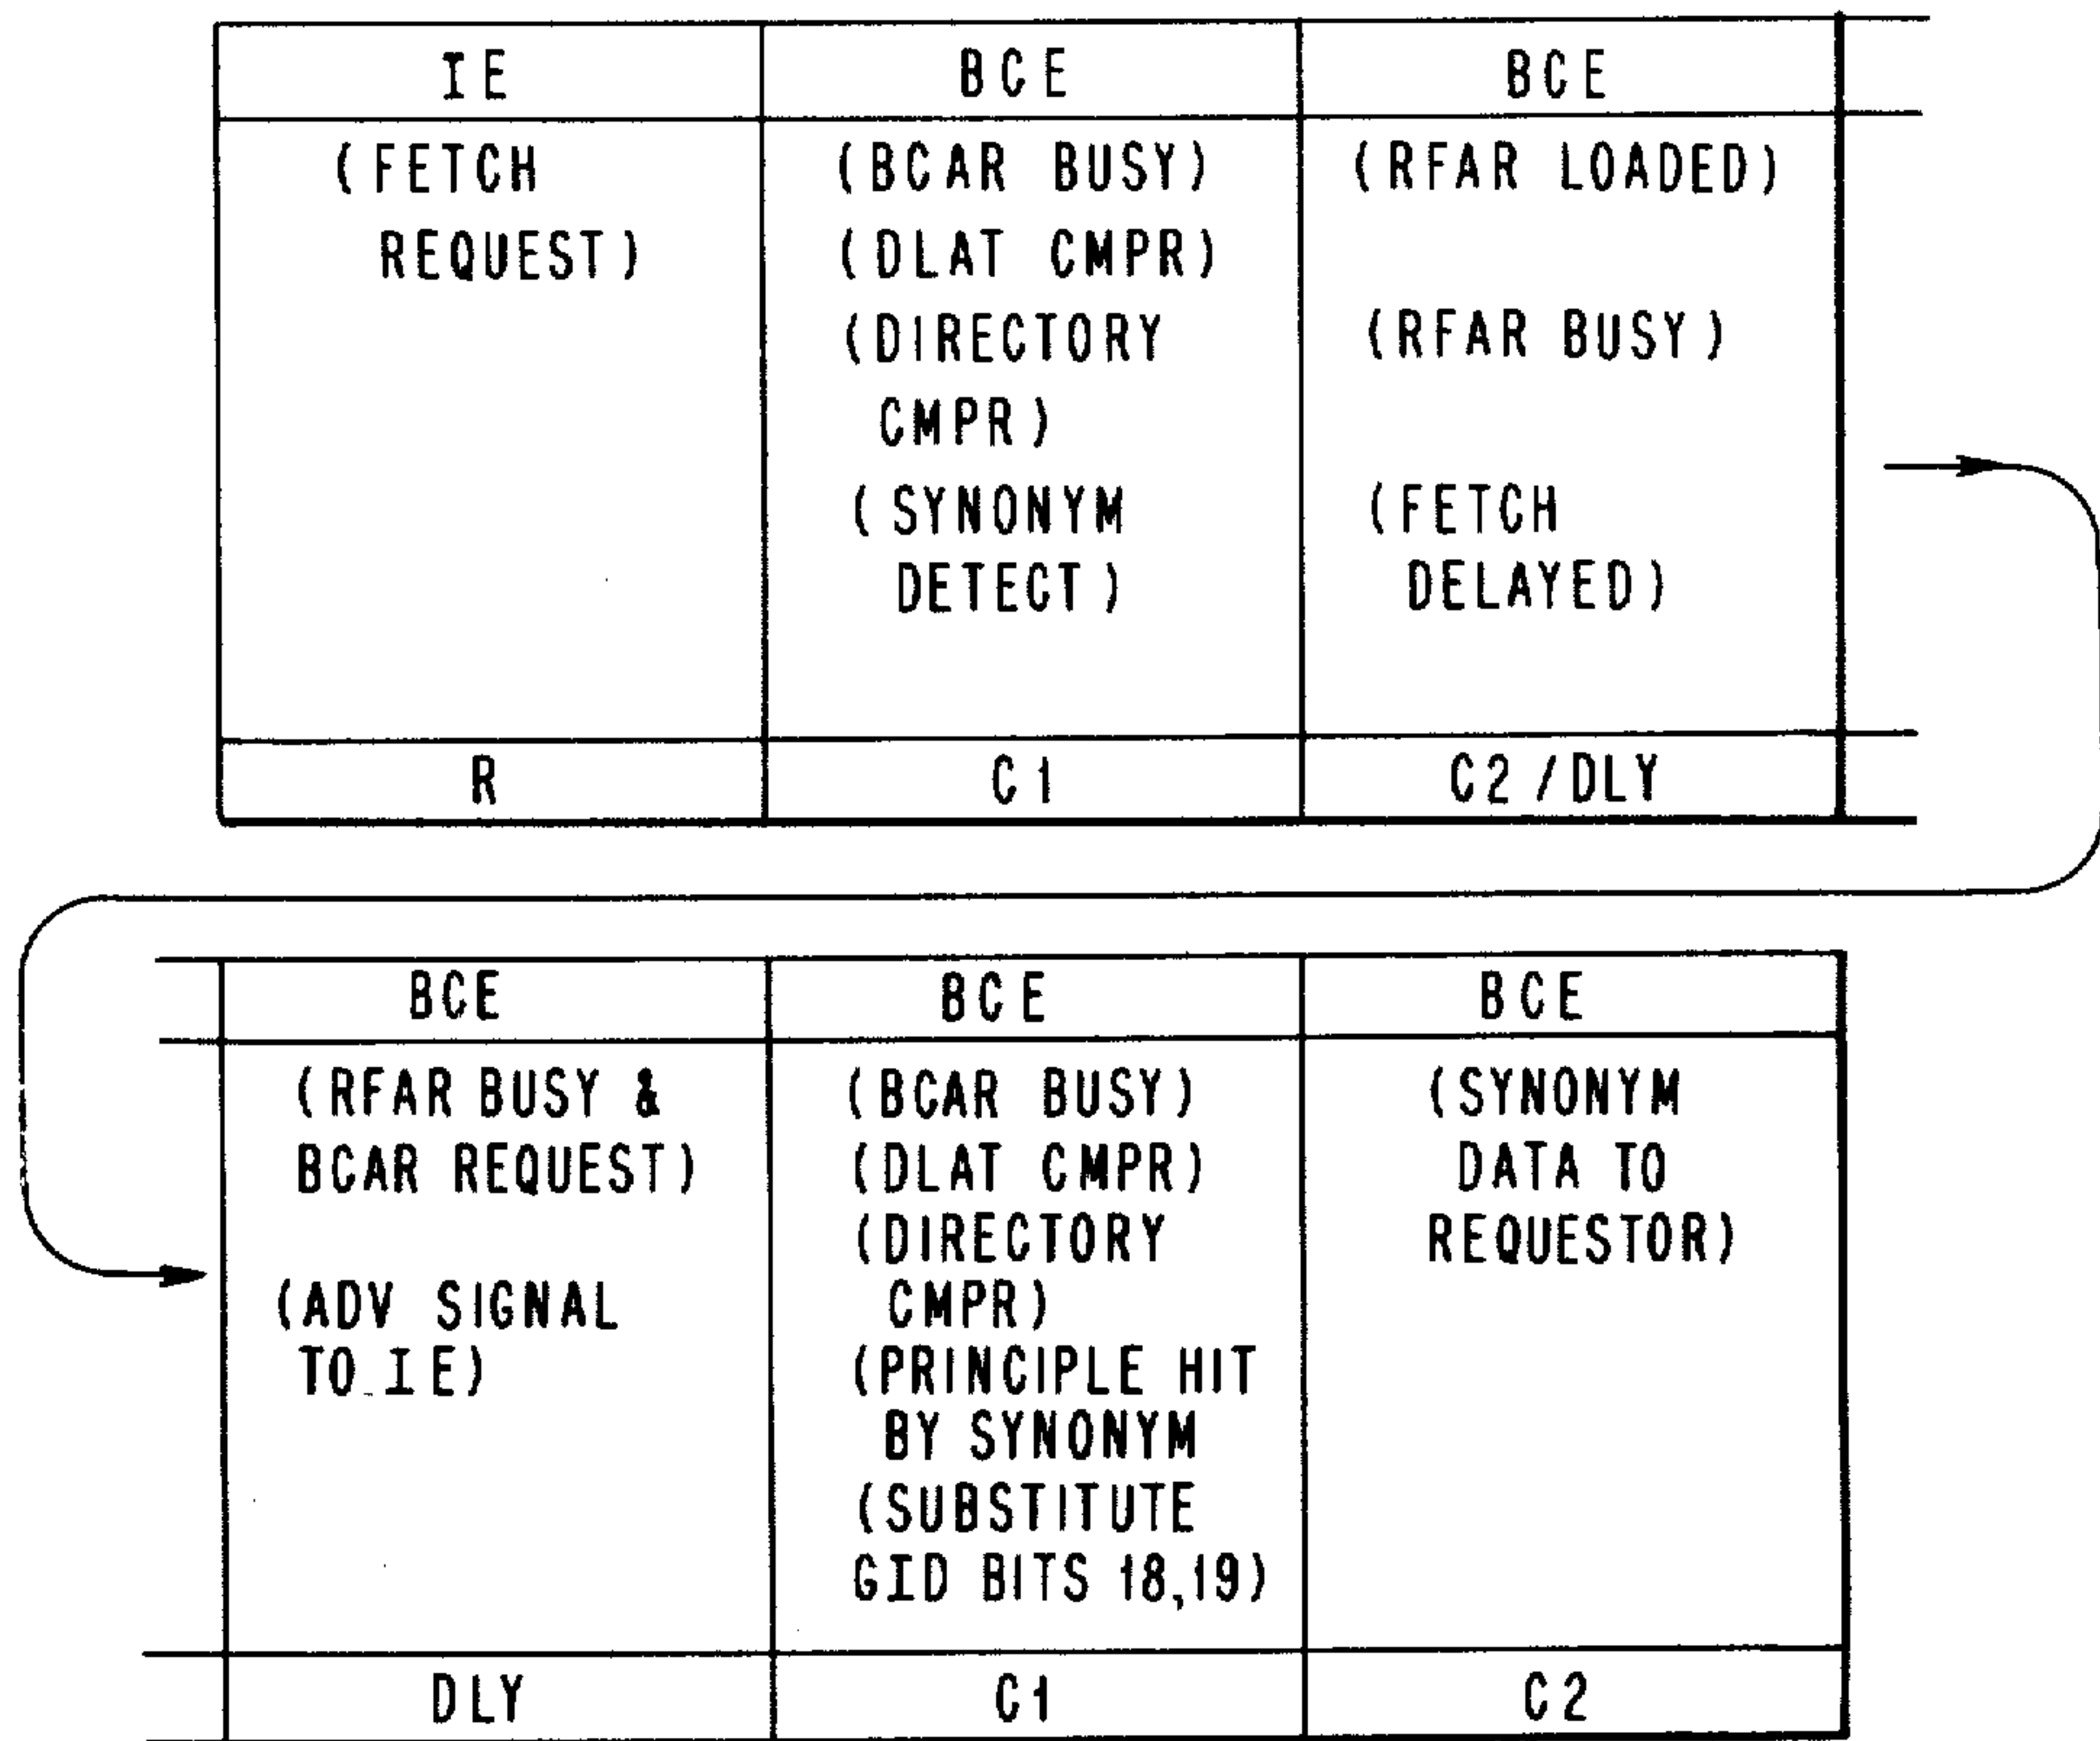 IE
BCE
BCE
(FETCH
REQUEST)
(BCAR BUSY)
(DLAT CMPR)
(DIRECTORY
CMPR)
(SYNONYM
DETECT)
(RFAR LOADED)
(RFAR BUSY)
(FETCH
DELAYED)
R
C1
C2/DLY
BCE
BCE
BCE
(RFAR BUSY &
BCAR REQUEST)
(ADV SIGNAL
TO IE)
(BCAR BUSY)
(DLAT CMPR)
(DIRECTORY
CMPR)
(PRINCIPLE HIT
BY SYNONYM
(SUBSTITUTE
GID BITS 18,19)
(SYNONYM
DATA TO
REQUESTOR)
DLY
C1
C2